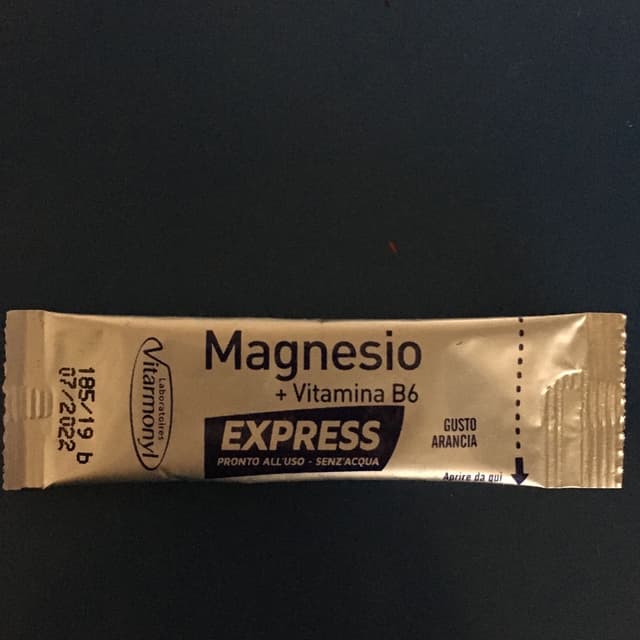 185/19 b
07/2022
Laboratoires
Vitarmonyl
Magnesio
+ Vitamina B6
EXPRESS
PRONTO ALL'USO - SENZ'ACQUA
GUSTO
ARANCIA
Aprire da qui